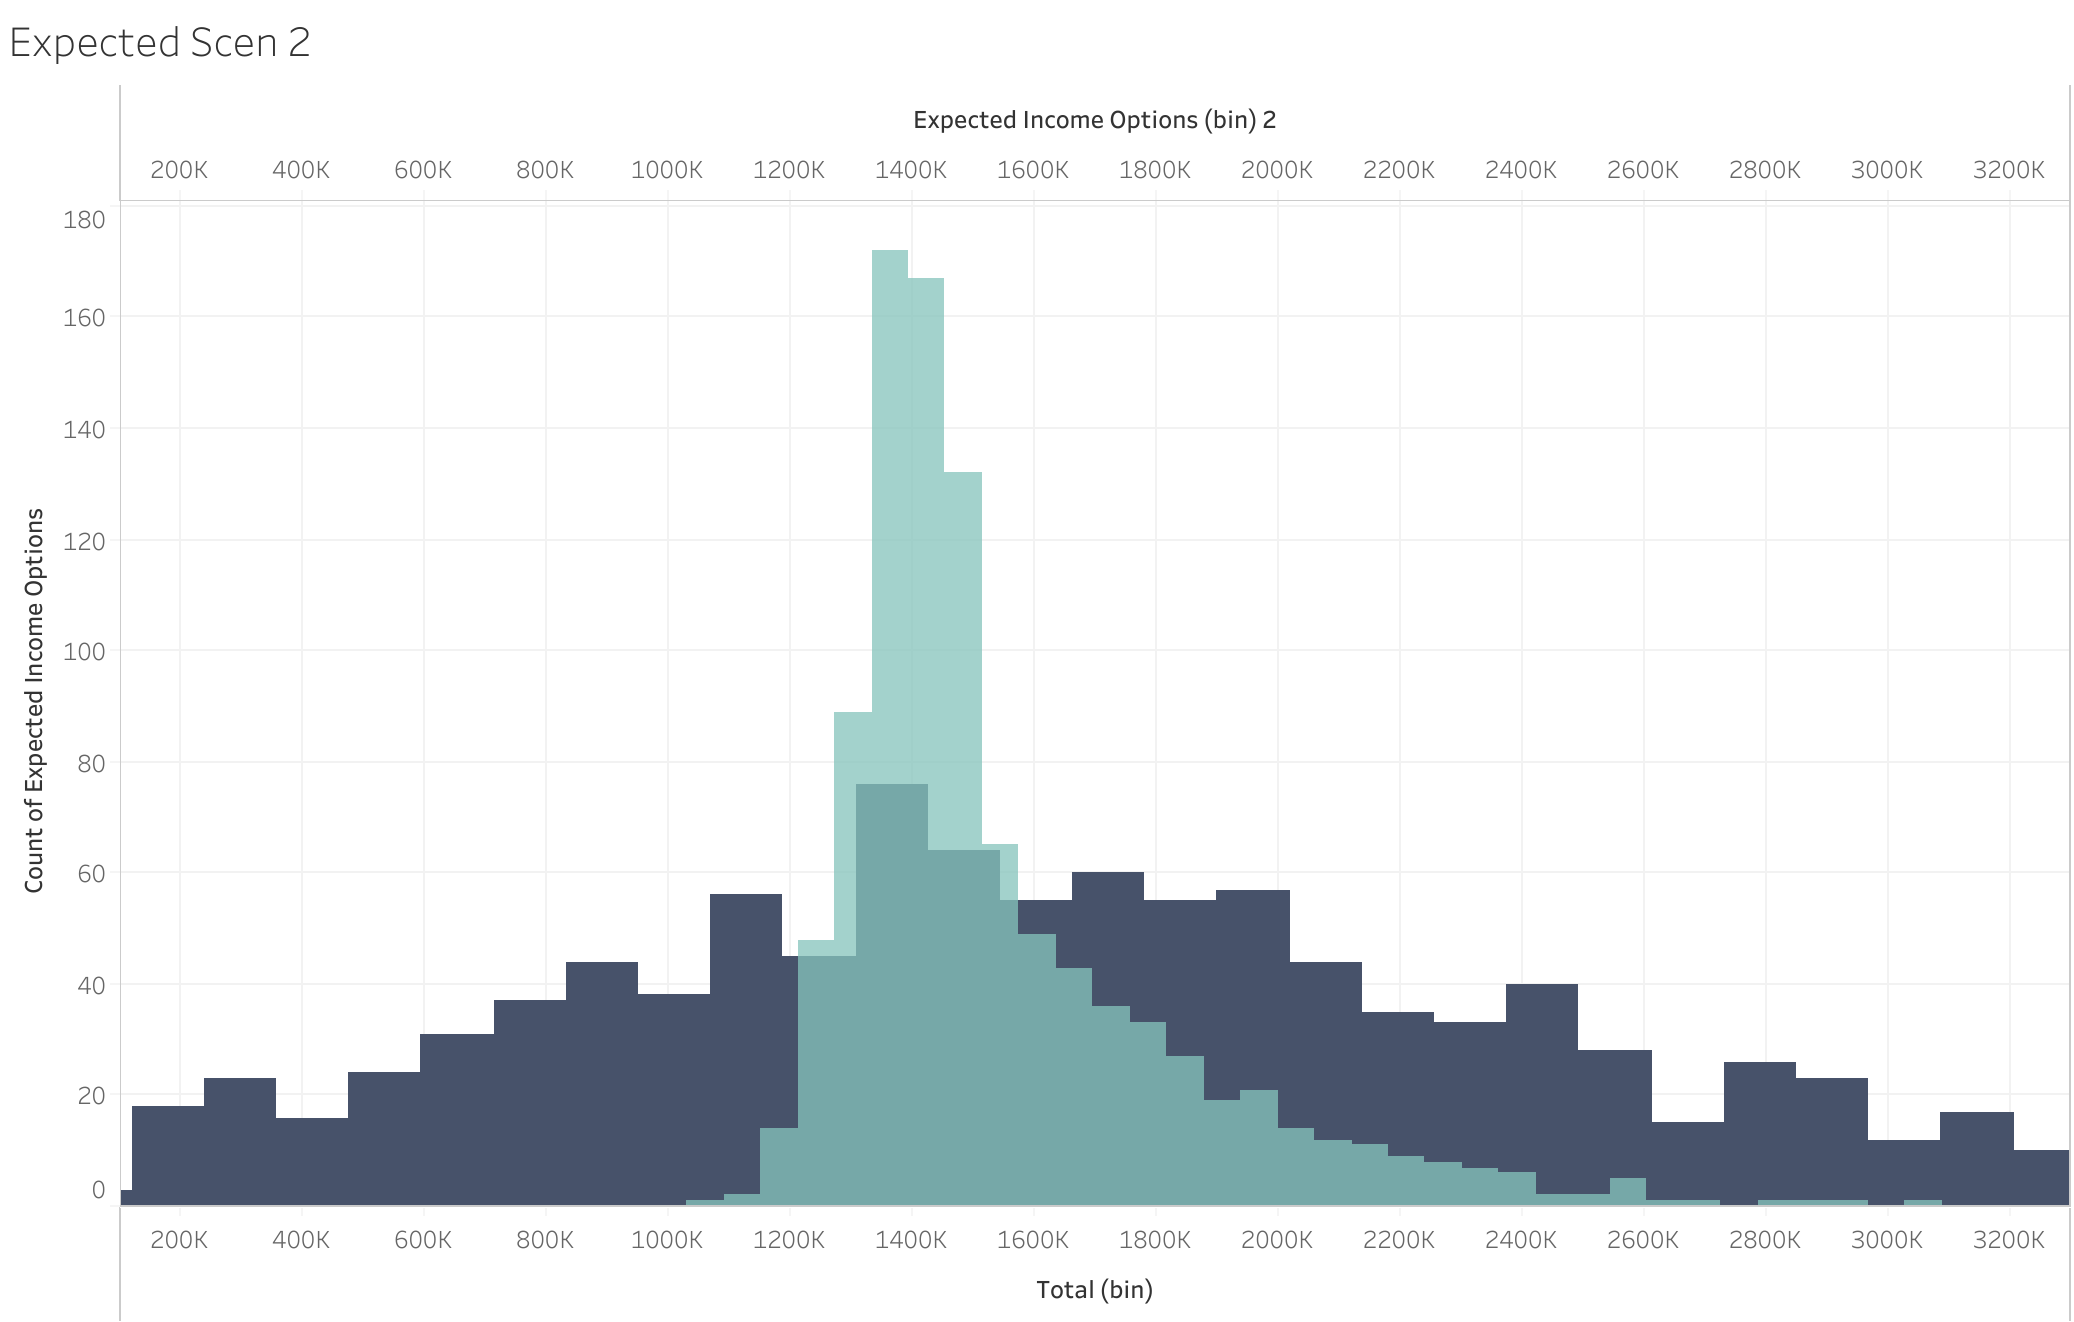 Expected Scen 2
Expected Income Options (bin) 2
200K 400K 600K 800K 1000K 1200K 1400K 1600K 1800K 2000K 2200K 2400K 2600K 2800K 3000K 3200K
180
160
140
120
100
80
60
40
20
0
Count of Expected Income Options
200K 400K 600K 800K 1000K 1200K 1400K 1600K 1800K 2000K 2200K 2400K 2600K 2800K 3000K 3200K
Total (bin)